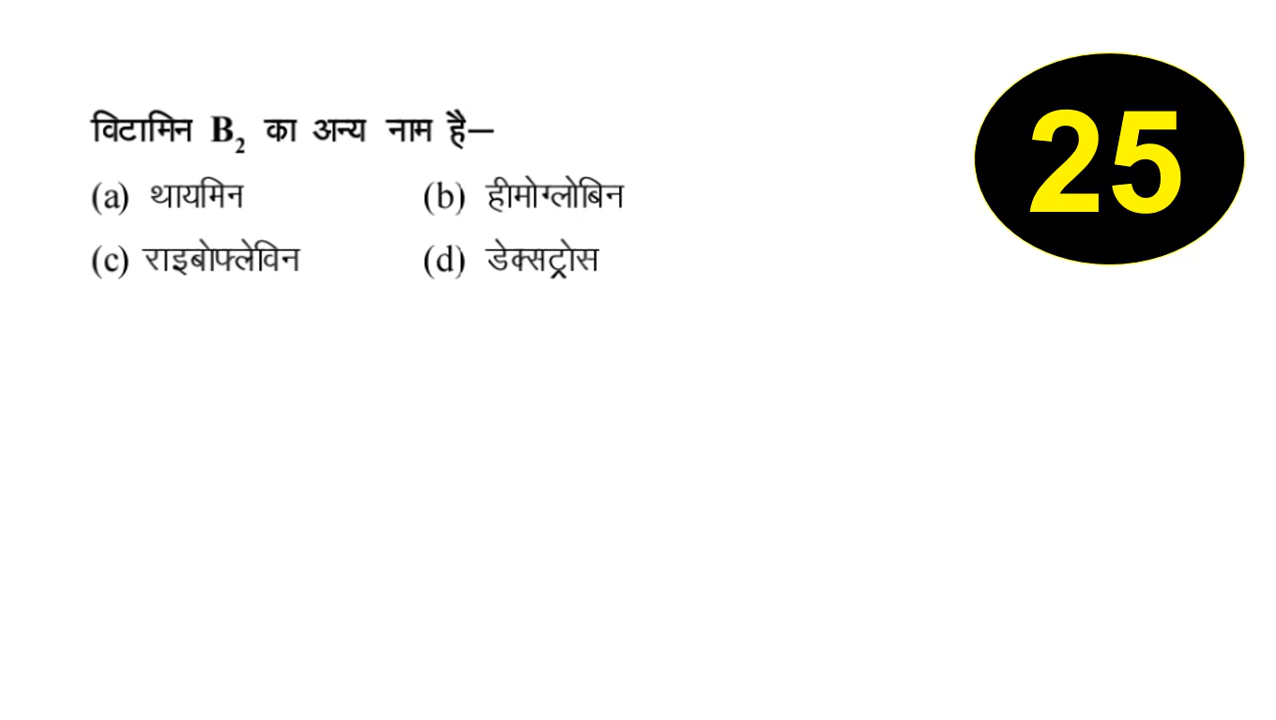 विटामिन B₂ का अन्य नाम है—
(a) थायमिन (b) हीमोग्लोबिन
(c) राइबोफ्लेविन (d) डेक्सट्रोस
25